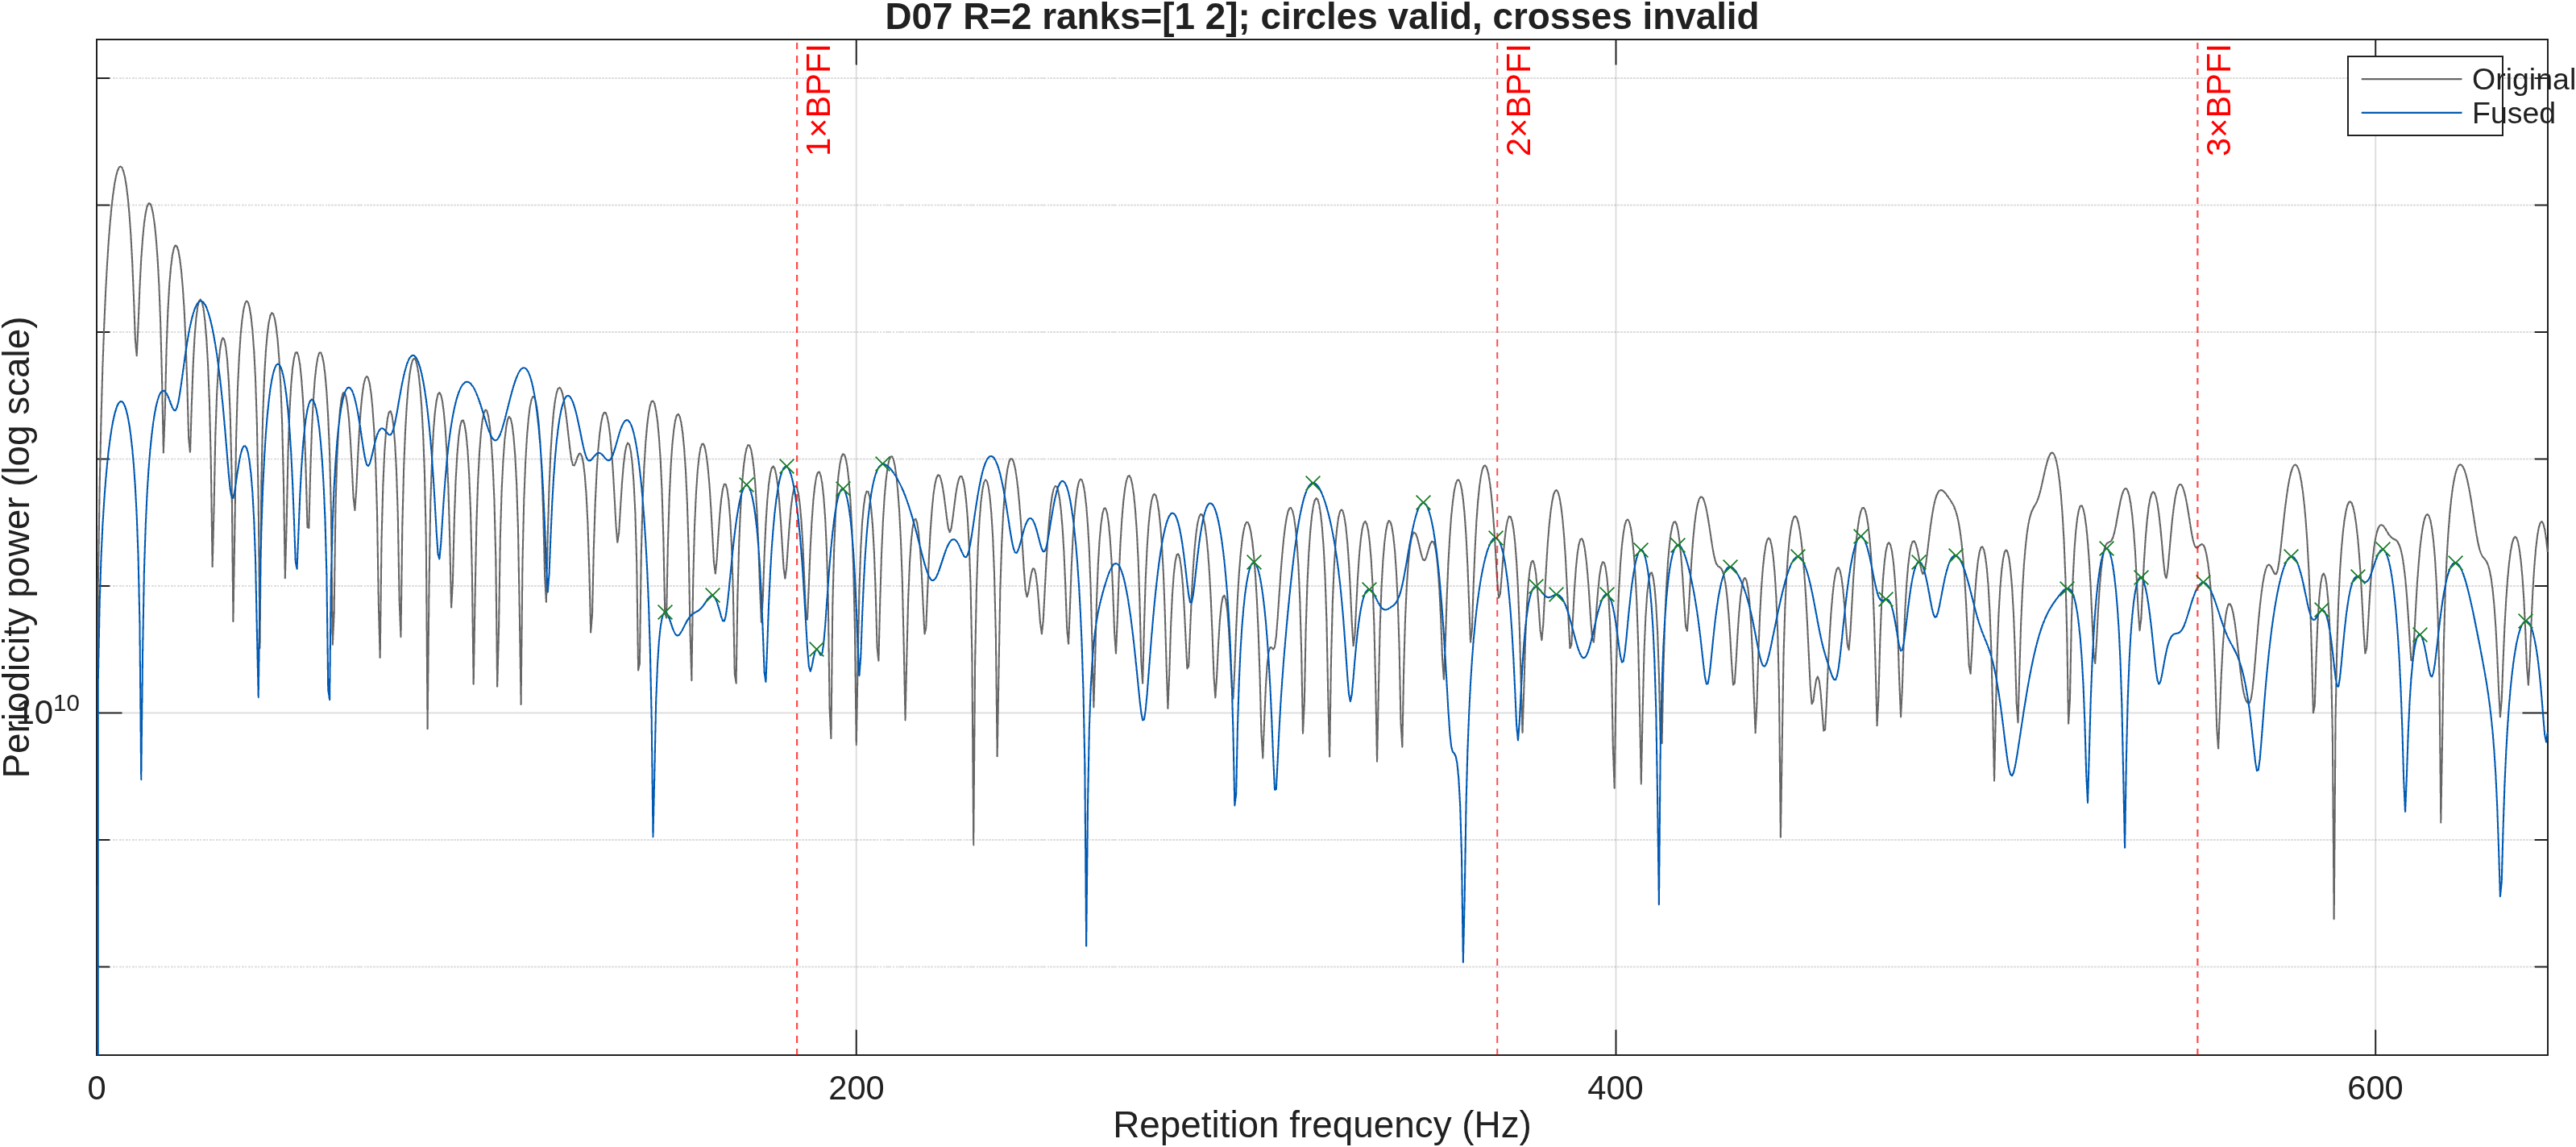 D07 R=2 ranks=[1 2]; circles valid, crosses invalid
1×BPFI
2×BPFI
3×BPFI
Original
Fused
Periodicity power (log scale)
10^10
0
200
400
600
Repetition frequency (Hz)